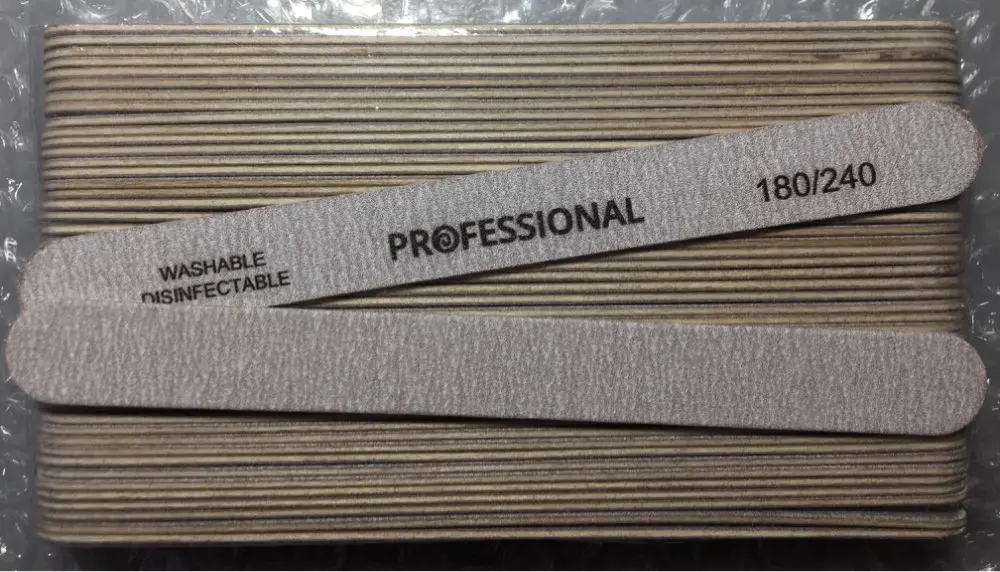 WASHABLE
DISINFECTABLE
PROFESSIONAL
180/240